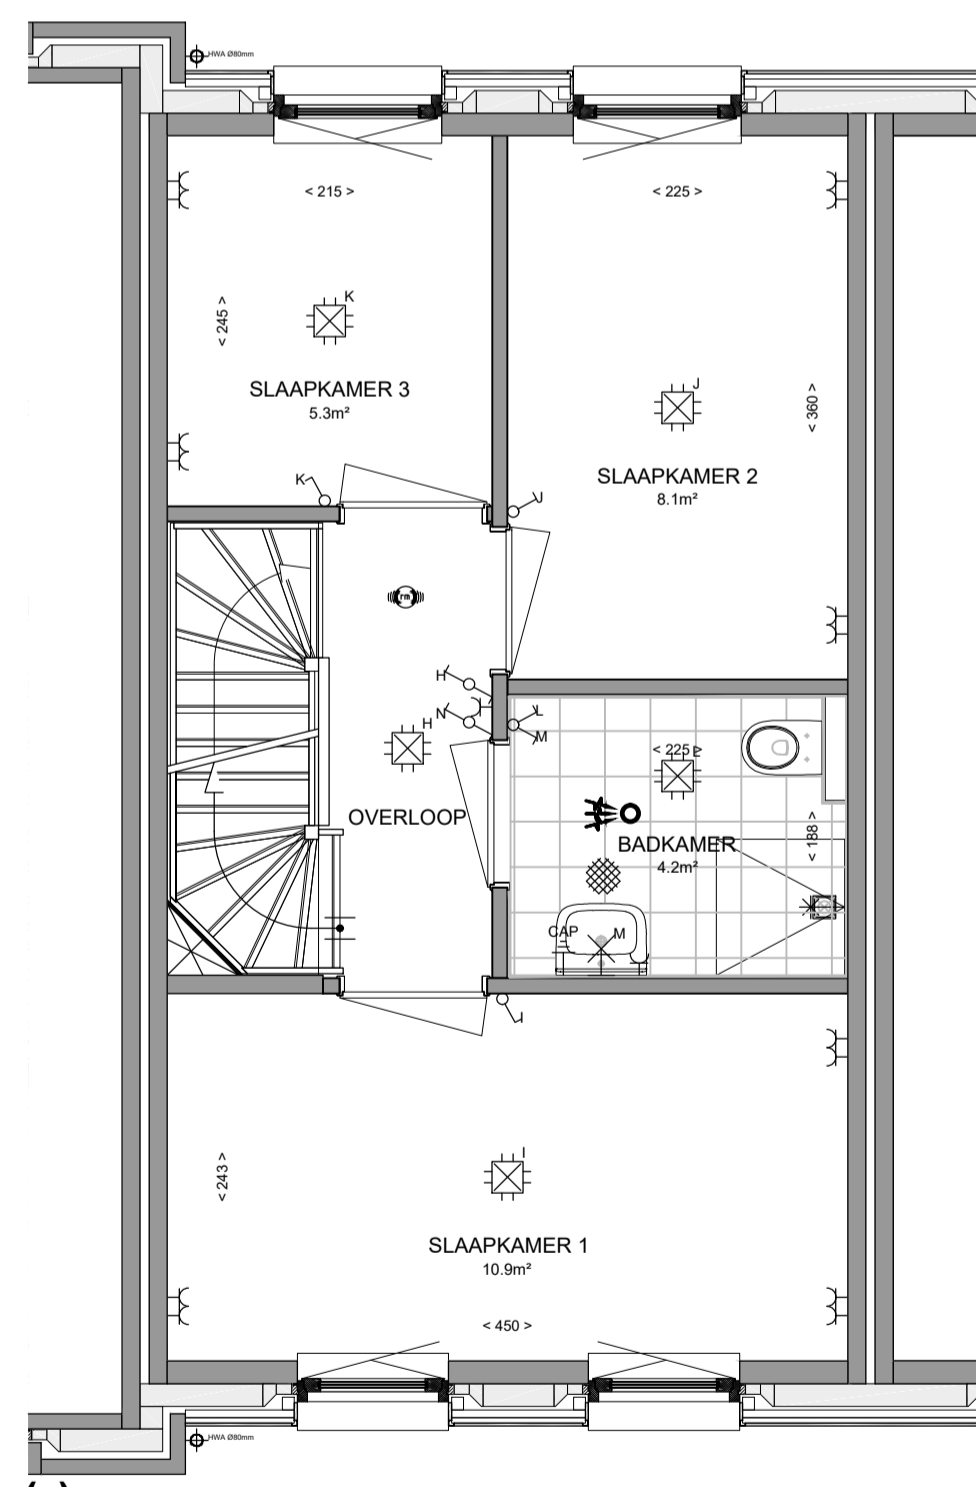 HWA Ø80mm
< 215 >
< 225 >
K
< 245 >
SLAAPKAMER 3
5.3m²
J
< 360 >
SLAAPKAMER 2
8.1m²
K
J
rm
H
N
H
L
M
< 225 >
L
OVERLOOP
BADKAMER
4.2m²
< 188 >
CAP
M
I
I
< 243 >
SLAAPKAMER 1
10.9m²
< 450 >
HWA Ø80mm